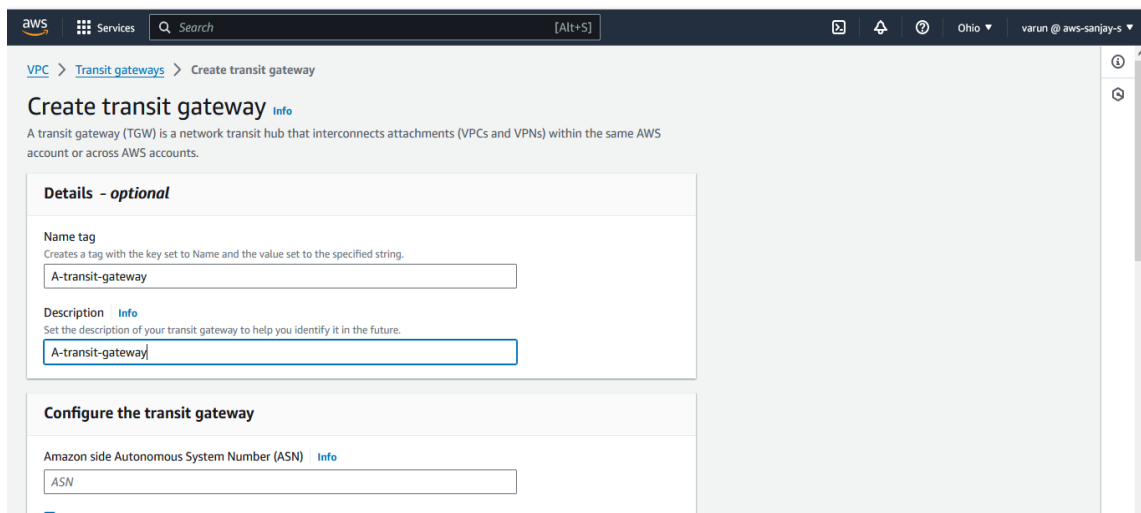 aws Services Search [Alt+S] Ohio ▼ varun @ aws-sanjay-s ▼
VPC > Transit gateways > Create transit gateway
Create transit gateway Info
A transit gateway (TGW) is a network transit hub that interconnects attachments (VPCs and VPNs) within the same AWS
account or across AWS accounts.
Details - optional
Name tag
Creates a tag with the key set to Name and the value set to the specified string.
A-transit-gateway
Description Info
Set the description of your transit gateway to help you identify it in the future.
A-transit-gateway
Configure the transit gateway
Amazon side Autonomous System Number (ASN) Info
ASN